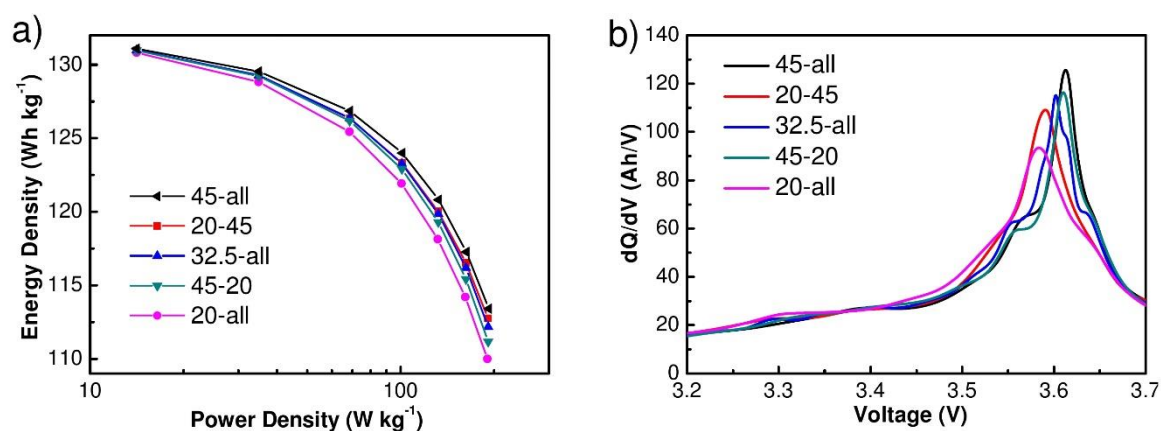 a)
Energy Density (Wh kg⁻¹)
130
125
120
115
110
45-all
20-45
32.5-all
45-20
20-all
10
100
Power Density (W kg⁻¹)
b)
dQ/dV (Ah/V)
140
120
100
80
60
40
20
0
45-all
20-45
32.5-all
45-20
20-all
3.2
3.3
3.4
3.5
3.6
3.7
Voltage (V)